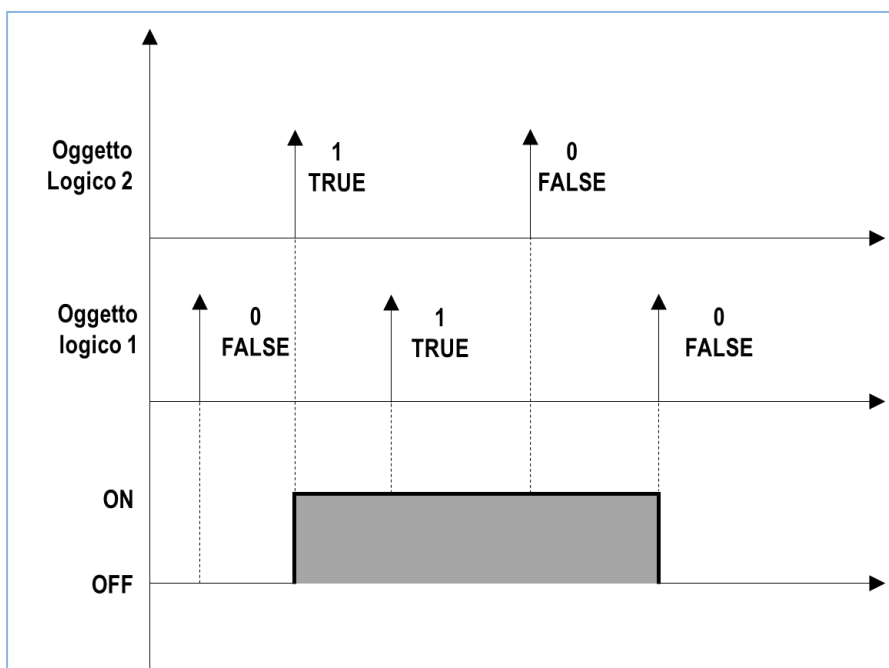 Oggetto
Logico 2
1
TRUE
0
FALSE
Oggetto
logico 1
0
FALSE
1
TRUE
0
FALSE
ON
OFF